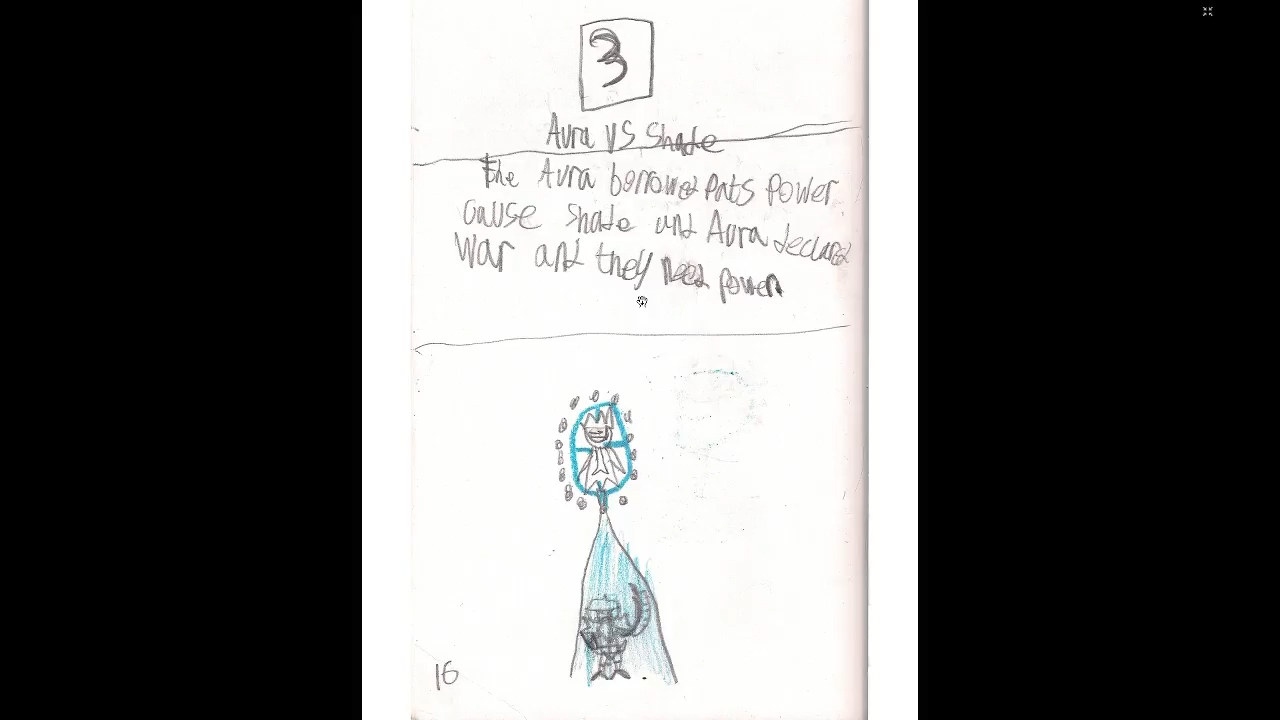 3
Aura VS Shade
The Aura borrowed Pats Power
cause shade and Aura declared
war and they need power
16